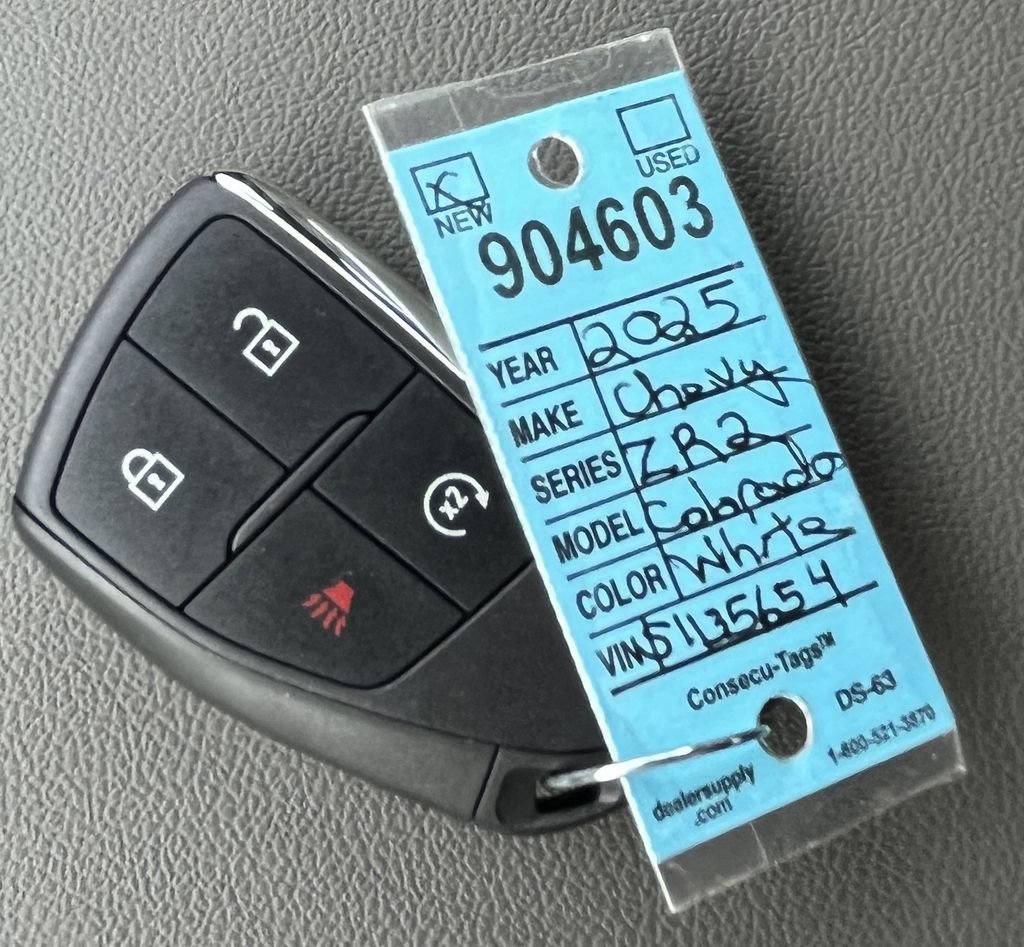 X
NEW USED
904603
YEAR 2025
MAKE Chevy
SERIES ZR2
MODEL Colorado
COLOR White
VIN S1135654
Consecu-Tags™
DS-63
dealersupply
.com
1-800-521-3870
x2